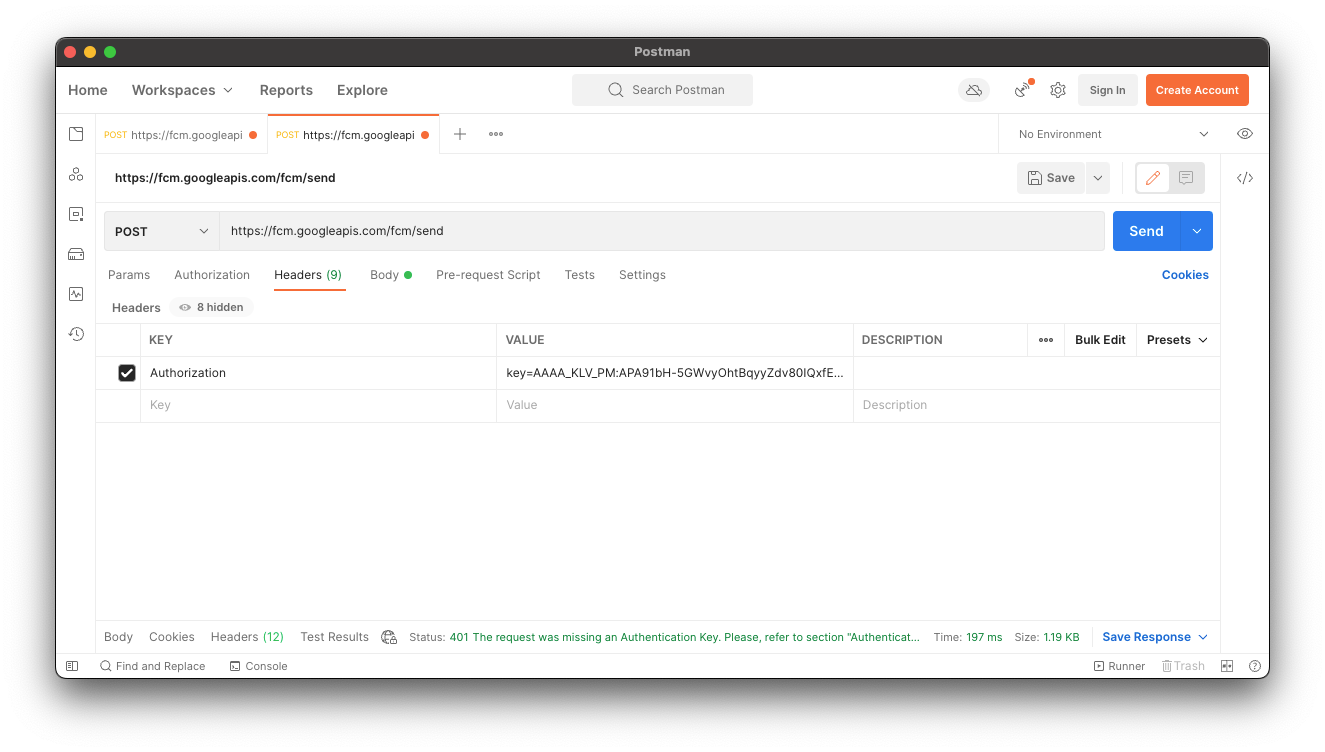 Postman
Home Workspaces Reports Explore Search Postman Sign In Create Account
POST https://fcm.googleapi POST https://fcm.googleapi No Environment
https://fcm.googleapis.com/fcm/send Save
POST https://fcm.googleapis.com/fcm/send Send
Params Authorization Headers (9) Body Pre-request Script Tests Settings Cookies
Headers 8 hidden
KEY VALUE DESCRIPTION Bulk Edit Presets
Authorization key=AAAA_KLV_PM:APA91bH-5GWvyOhtBqyyZdv80IQxfE...
Key Value Description
Body Cookies Headers (12) Test Results Status: 401 The request was missing an Authentication Key. Please, refer to section "Authenticat... Time: 197 ms Size: 1.19 KB Save Response
Find and Replace Console Runner Trash